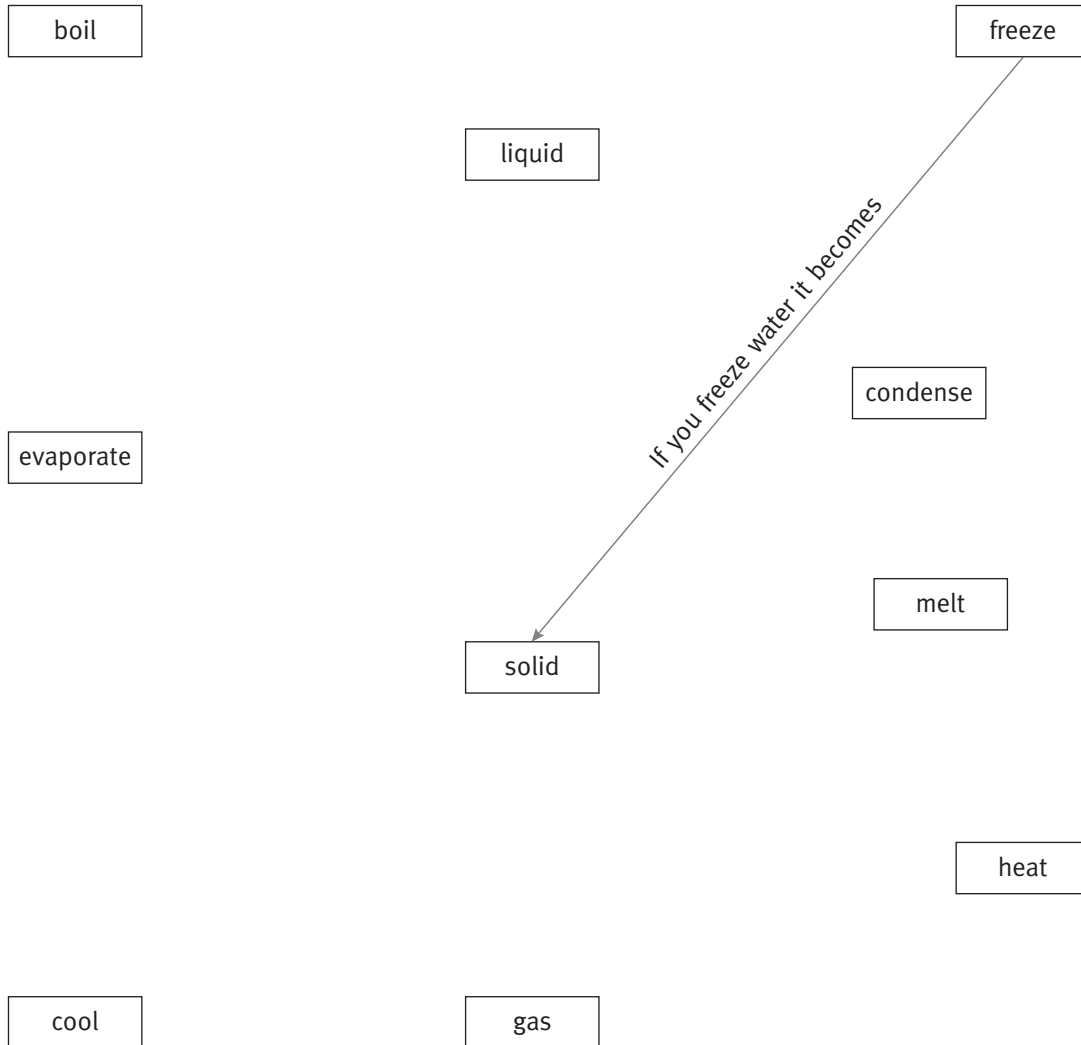 boil
freeze
liquid
If you freeze water it becomes
condense
evaporate
melt
solid
heat
cool
gas